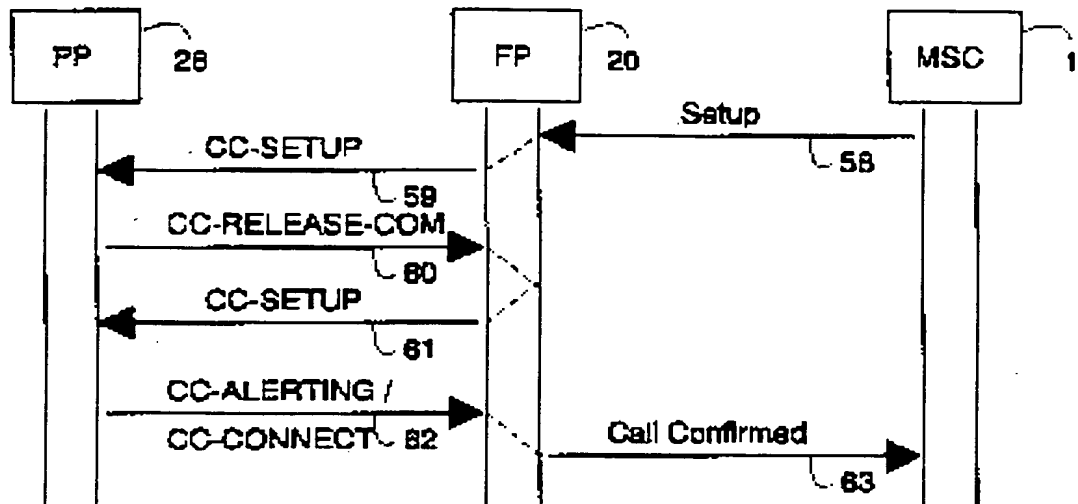 PP 28 FP 20 MSC 1
Setup
58
CC-SETUP
59
CC-RELEASE-COM
60
CC-SETUP
61
CC-ALERTING /
CC-CONNECT 62
Call Confirmed
63